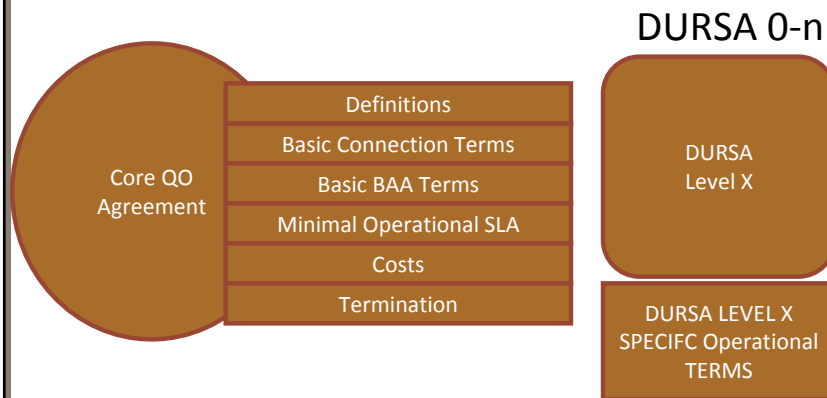 DURSA 0-n
Core QO
Agreement
Definitions
Basic Connection Terms
Basic BAA Terms
Minimal Operational SLA
Costs
Termination
DURSA
Level X
DURSA LEVEL X
SPECIFC Operational
TERMS